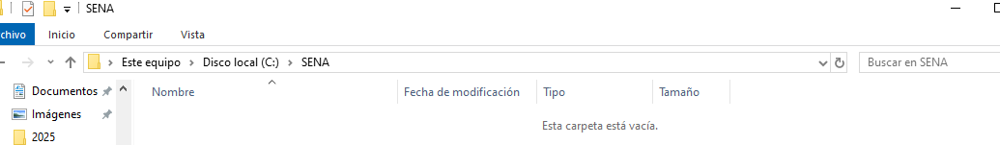 SENA
chivo Inicio Compartir Vista
Este equipo Disco local (C:) SENA Buscar en SENA
Documentos Nombre Fecha de modificación Tipo Tamaño
Imágenes Esta carpeta está vacía.
2025